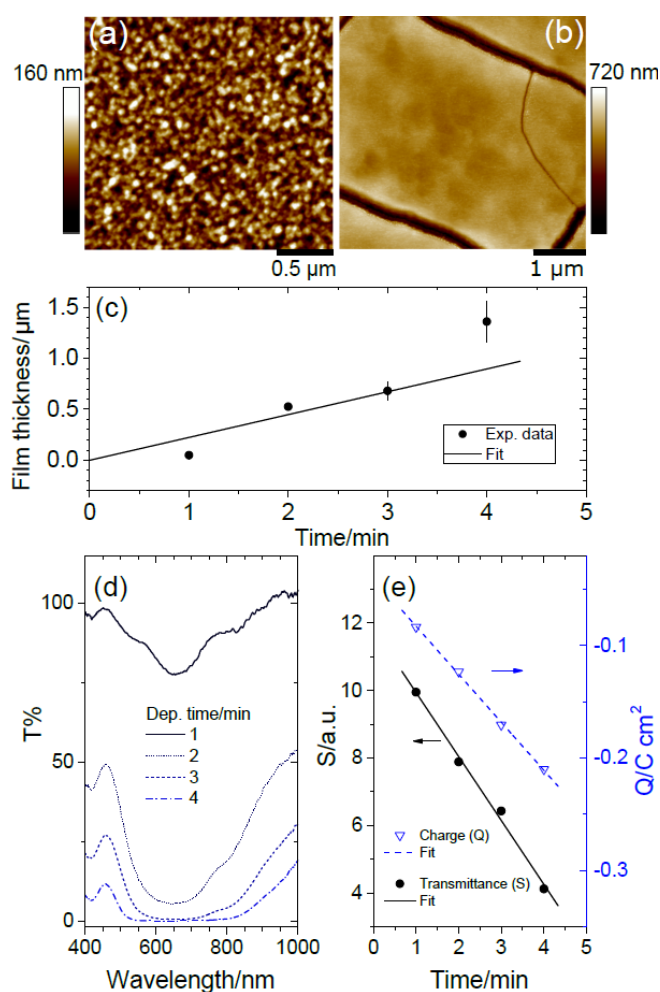 (a)
(b)
160 nm
720 nm
0.5 µm
1 µm
(c)
Film thickness/µm
1.5
1.0
0.5
0.0
Exp. data
Fit
0 1 2 3 4 5
Time/min
(d)
T%
100
50
0
Dep. time/min
1
2
3
4
400 600 800 1000
Wavelength/nm
(e)
S/a.u.
12
10
8
6
4
Q/C cm²
-0.1
-0.2
-0.3
Charge (Q)
Fit
Transmittance (S)
Fit
0 1 2 3 4 5
Time/min